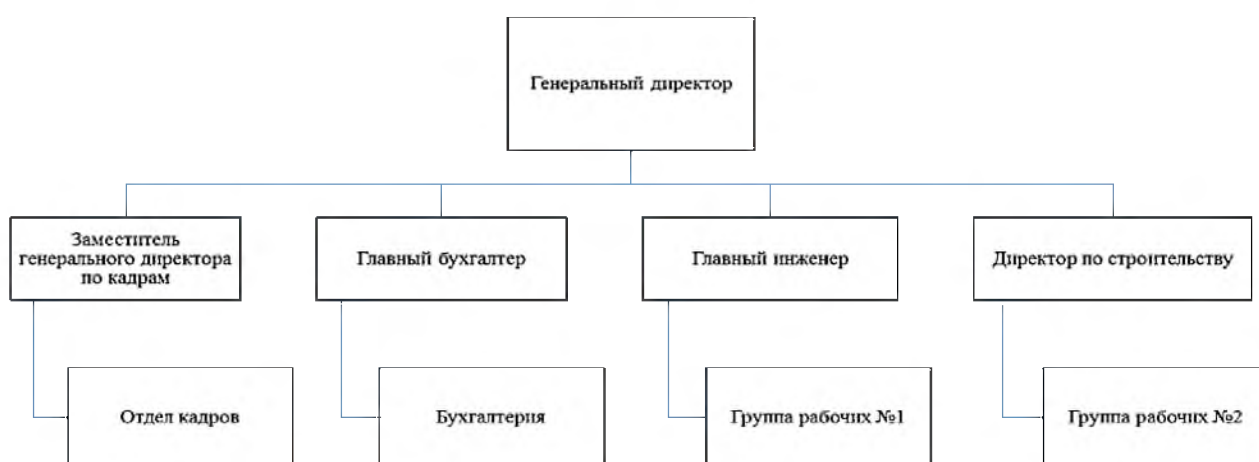 Генеральный директор
Заместитель
генерального директора
по кадрам
Главный бухгалтер
Главный инженер
Директор по строительству
Отдел кадров
Бухгалтерия
Группа рабочих №1
Группа рабочих №2